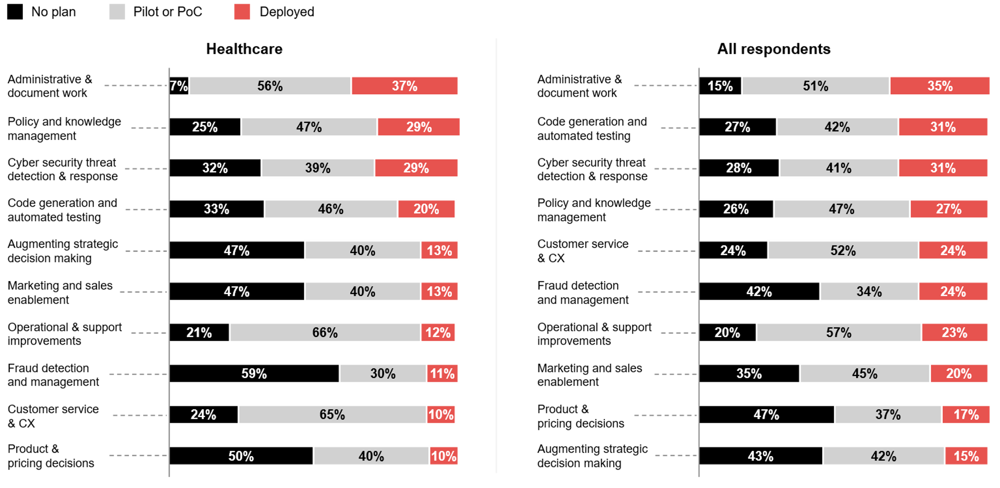 No plan Pilot or PoC Deployed
Healthcare
Administrative &
document work
7% 56% 37%
Policy and knowledge
management
25% 47% 29%
Cyber security threat
detection & response
32% 39% 29%
Code generation and
automated testing
33% 46% 20%
Augmenting strategic
decision making
47% 40% 13%
Marketing and sales
enablement
47% 40% 13%
Operational & support
improvements
21% 66% 12%
Fraud detection
and management
59% 30% 11%
Customer service
& CX
24% 65% 10%
Product &
pricing decisions
50% 40% 10%
All respondents
Administrative &
document work
15% 51% 35%
Code generation and
automated testing
27% 42% 31%
Cyber security threat
detection & response
28% 41% 31%
Policy and knowledge
management
26% 47% 27%
Customer service
& CX
24% 52% 24%
Fraud detection
and management
42% 34% 24%
Operational & support
improvements
20% 57% 23%
Marketing and sales
enablement
35% 45% 20%
Product &
pricing decisions
47% 37% 17%
Augmenting strategic
decision making
43% 42% 15%